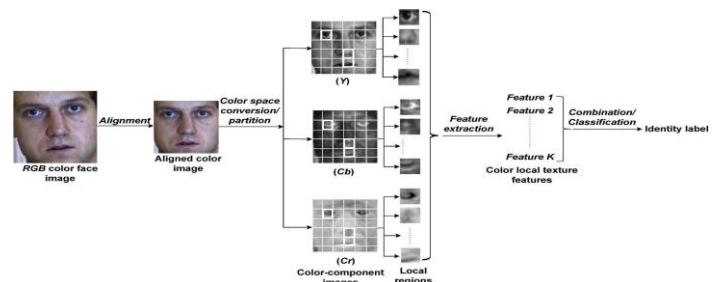 RGB color face
image
Alignment
Aligned color
image
Color space
conversion/
partition
(Y)
(Cb)
(Cr)
Color-component
images
Local
regions
Feature
extraction
Feature 1
Feature 2
Feature K
Color local texture
features
Combination/
Classification
Identity label